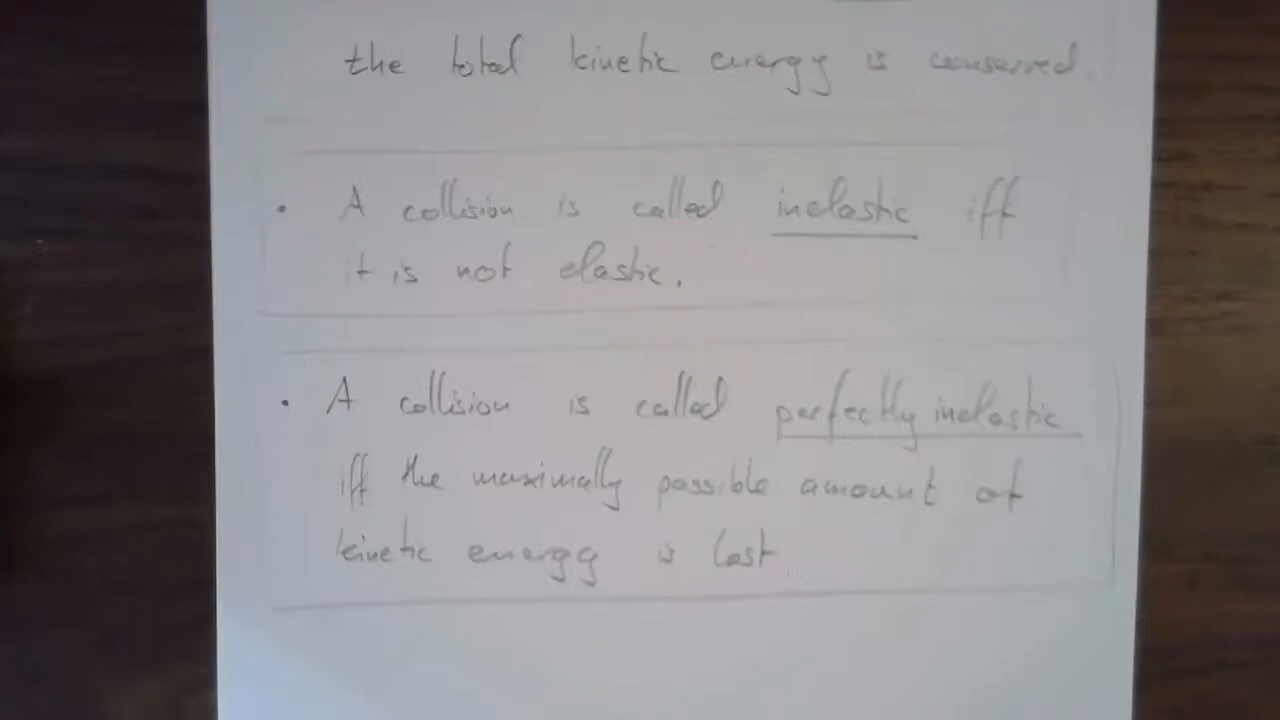 the total kinetic energy is conserved.
• A collision is called inelastic iff
it is not elastic.
• A collision is called perfectly inelastic
iff the maximally possible amount of
kinetic energy is lost.